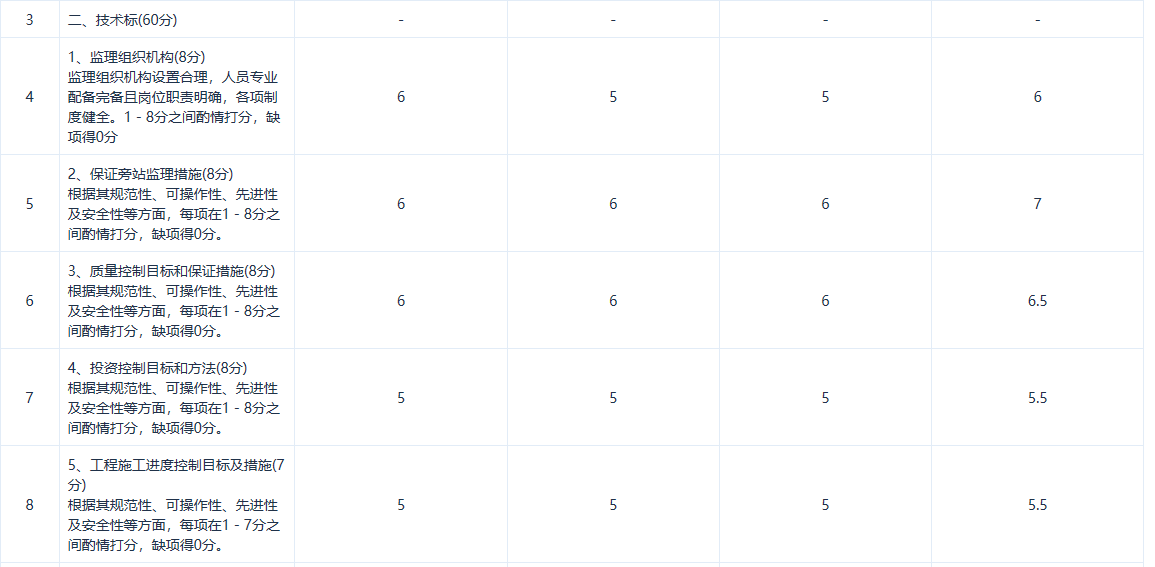 3 二、技术标(60分) - - - -
1、监理组织机构(8分)
监理组织机构设置合理，人员专业
4 配备完备且岗位职责明确，各项制 6 5 5 6
度健全。1－8分之间酌情打分，缺
项得0分
2、保证旁站监理措施(8分)
根据其规范性、可操作性、先进性
5 及安全性等方面，每项在1－8分之 6 6 6 7
间酌情打分，缺项得0分。
3、质量控制目标和保证措施(8分)
根据其规范性、可操作性、先进性
6 及安全性等方面，每项在1－8分之 6 6 6 6.5
间酌情打分，缺项得0分。
4、投资控制目标和方法(8分)
根据其规范性、可操作性、先进性
7 及安全性等方面，每项在1－8分之 5 5 5 5.5
间酌情打分，缺项得0分。
5、工程施工进度控制目标及措施(7
分)
8 根据其规范性、可操作性、先进性 5 5 5 5.5
及安全性等方面，每项在1－7分之
间酌情打分，缺项得0分。